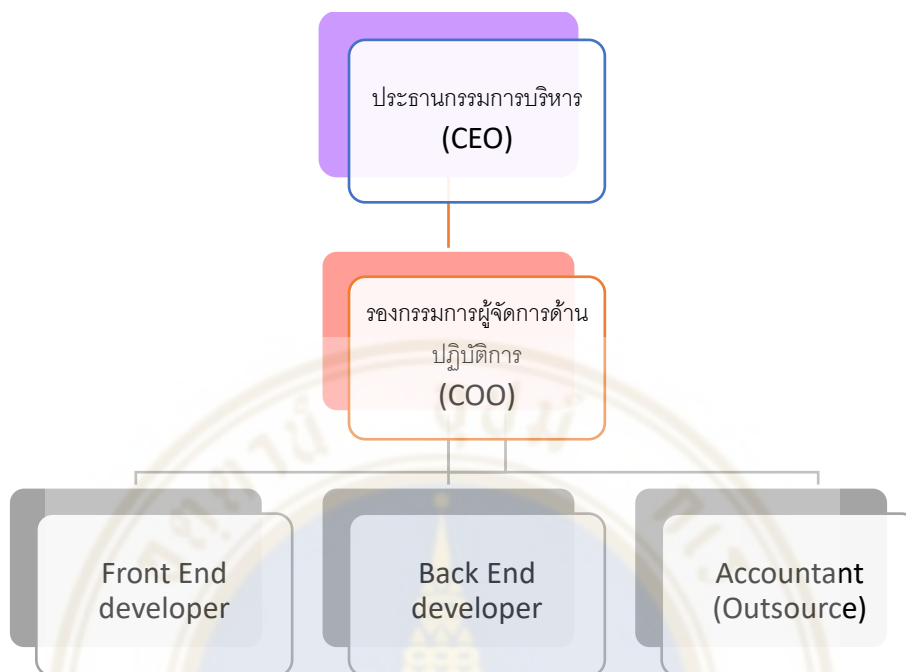 ประธานกรรมการบริหาร
(CEO)
รองกรรมการผู้จัดการด้าน
ปฏิบัติการ
(COO)
Front End
developer
Back End
developer
Accountant
(Outsource)